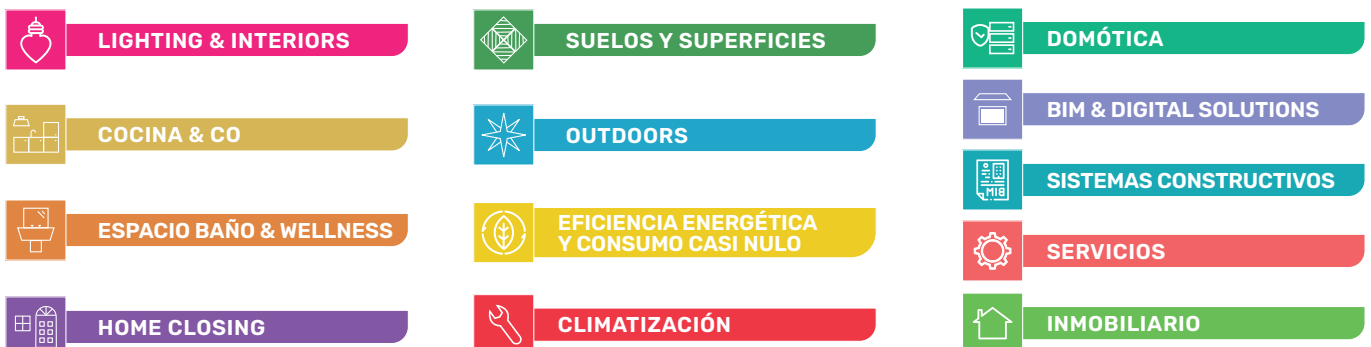 LIGHTING & INTERIORS
COCINA & CO
ESPACIO BAÑO & WELLNESS
HOME CLOSING
SUELOS Y SUPERFICIES
OUTDOORS
EFICIENCIA ENERGÉTICA
Y CONSUMO CASI NULO
CLIMATIZACIÓN
DOMÓTICA
BIM & DIGITAL SOLUTIONS
BIM
SISTEMAS CONSTRUCTIVOS
SERVICIOS
INMOBILIARIO